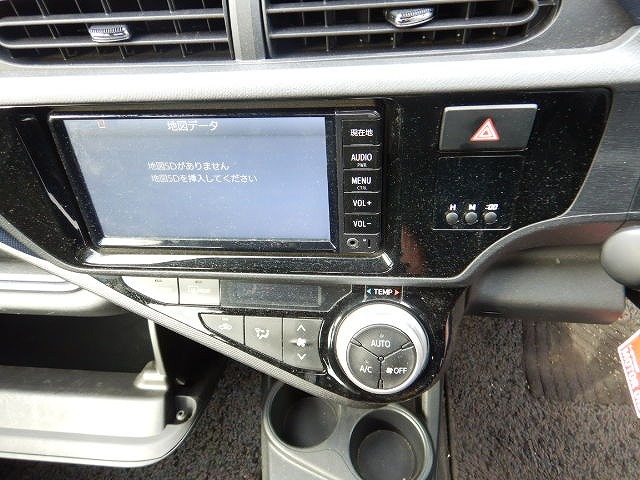 地図データ
地図SDがありません
地図SDを挿入してください
現在地
AUDIO
PWR
MENU
CTRL
VOL+
VOL-
H M :00
TEMP
AUTO
A/C
OFF